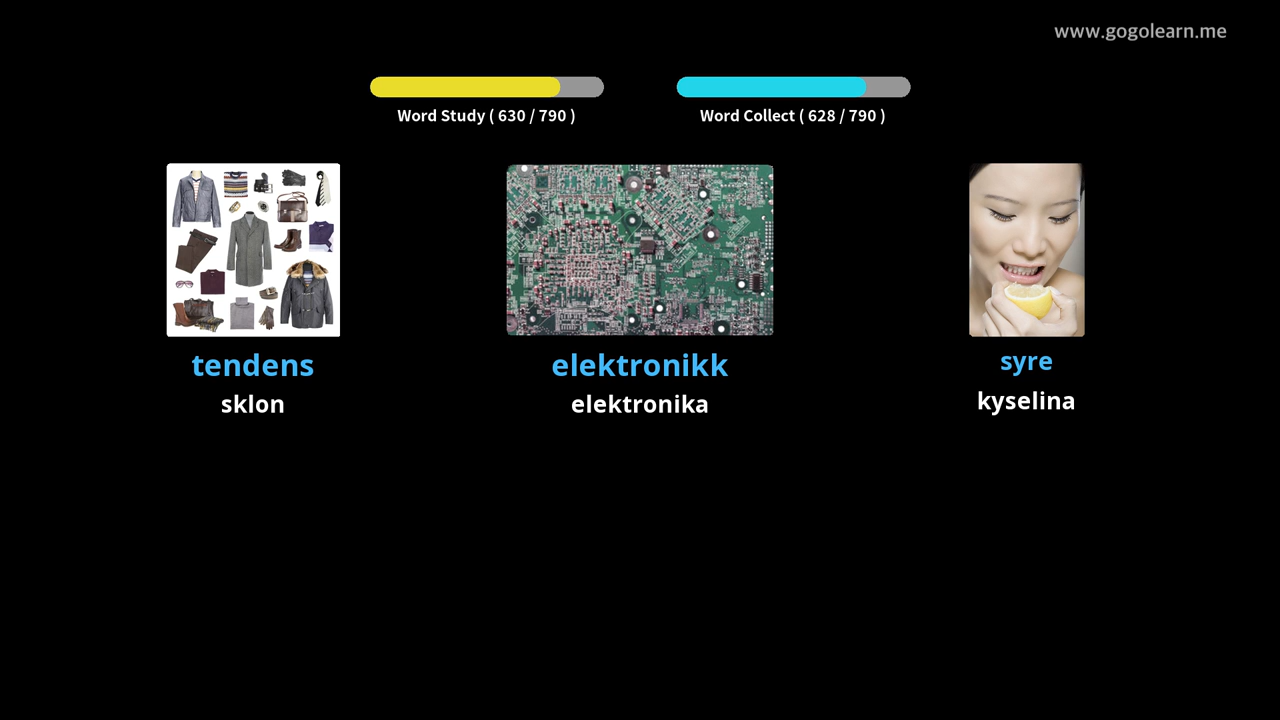 www.gogolearn.me
Word Study ( 630 / 790 )
Word Collect ( 628 / 790 )
tendens
sklon
elektronikk
elektronika
syre
kyselina